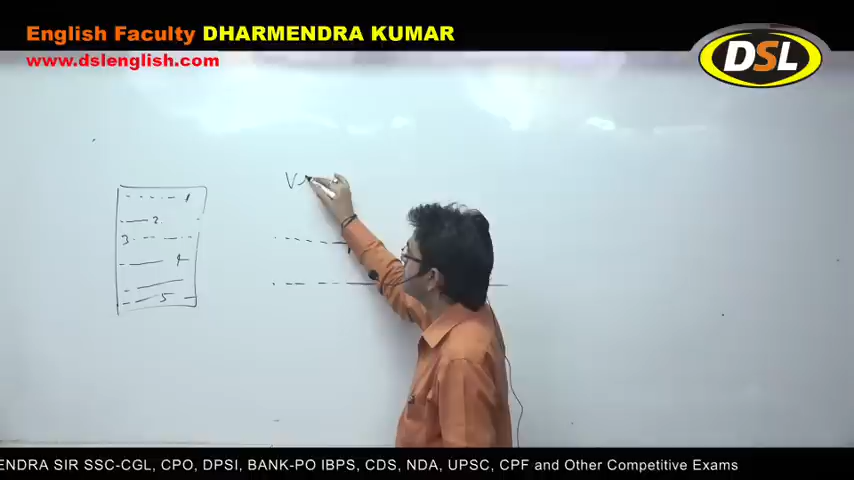 English Faculty DHARMENDRA KUMAR
www.dslenglish.com
DSL
1
2
3
4
5
V
ENDRA SIR SSC-CGL, CPO, DPSI, BANK-PO IBPS, CDS, NDA, UPSC, CPF and Other Competitive Exams